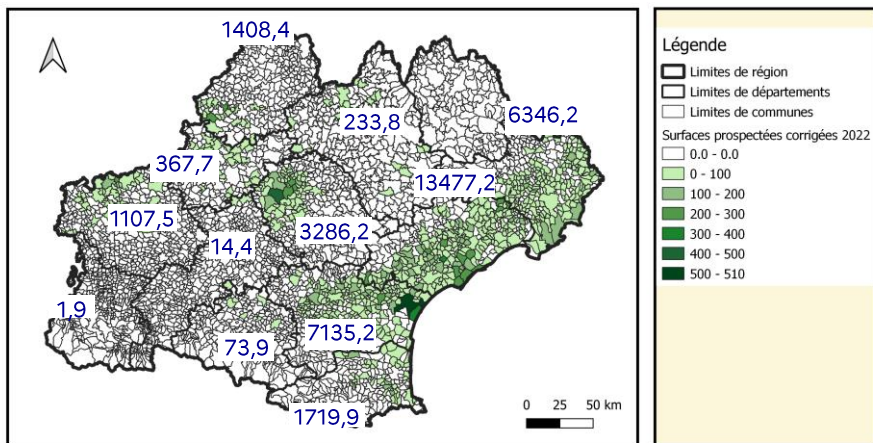 1408,4
233,8
6346,2
367,7
13477,2
1107,5
3286,2
14,4
1,9
7135,2
73,9
1719,9
0 25 50 km
Légende
Limites de région
Limites de départements
Limites de communes
Surfaces prospectées corrigées 2022
0.0 - 0.0
0 - 100
100 - 200
200 - 300
300 - 400
400 - 500
500 - 510